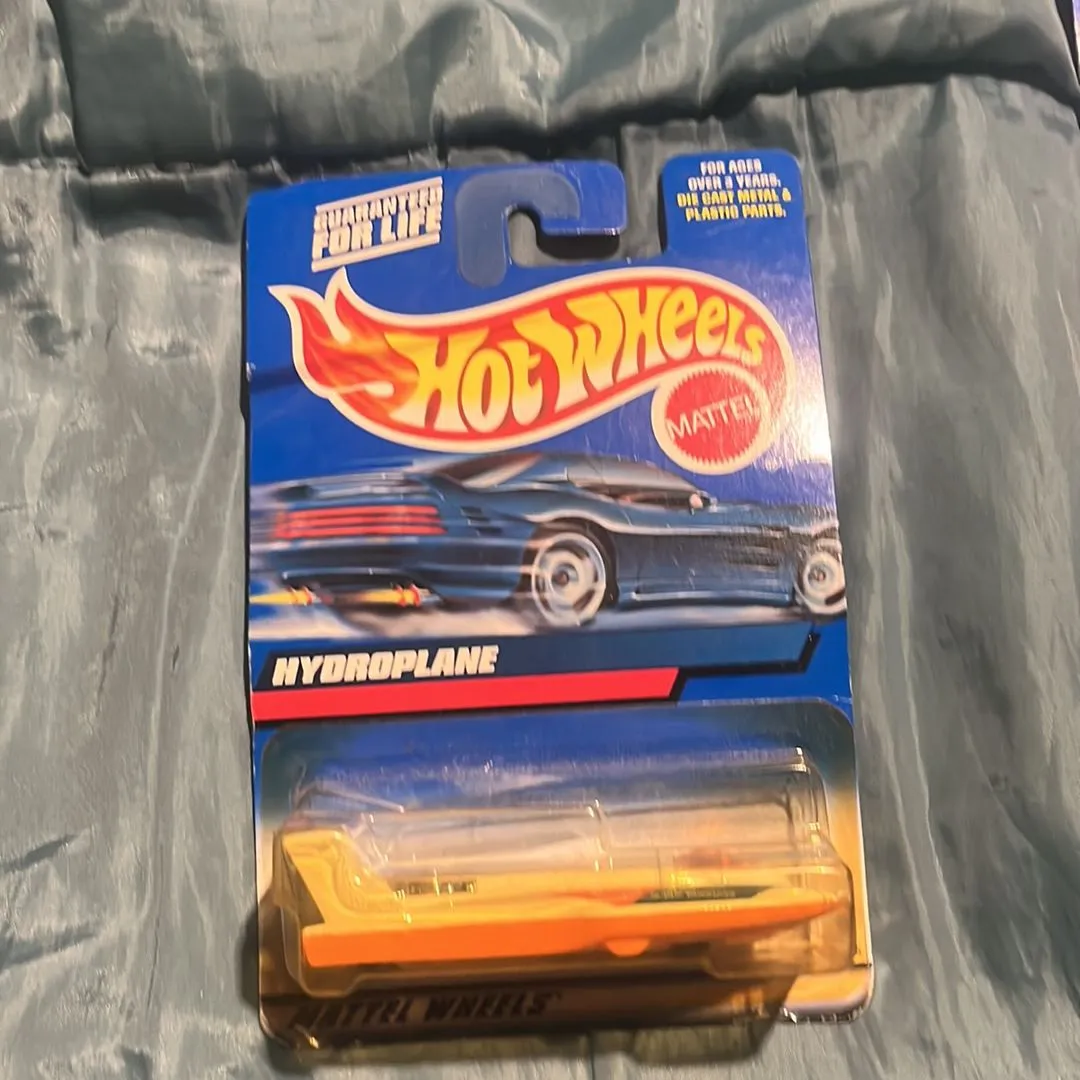 GUARANTEED
FOR LIFE
FOR AGES
OVER 3 YEARS.
DIE CAST METAL &
PLASTIC PARTS.
HOT WHEELS
MATTEL
HYDROPLANE
MATTEL WHEELS